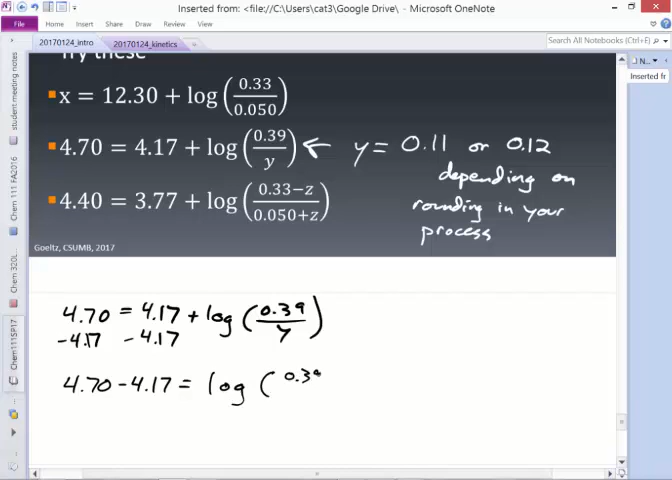 Inserted from: <file://C:\Users\cat3\Google Drive\> - Microsoft OneNote
File Home Insert Draw History Review View
20170124_intro 20170124_kinetics
Search All Notebooks (Ctrl+E)
N...
Inserted fr
student meeting notes
Chem 111 FA2016
Chem 320L
Chem111SP17
Try these
x = 12.30 + log(0.33/0.050)
4.70 = 4.17 + log(0.39/y) ← y = 0.11 or 0.12
depending on
rounding in your
process
4.40 = 3.77 + log(0.33−z/0.050+z)
Goeltz, CSUMB, 2017
4.70 = 4.17 + log(0.39/y)
-4.17 -4.17
4.70 - 4.17 = log(0.39